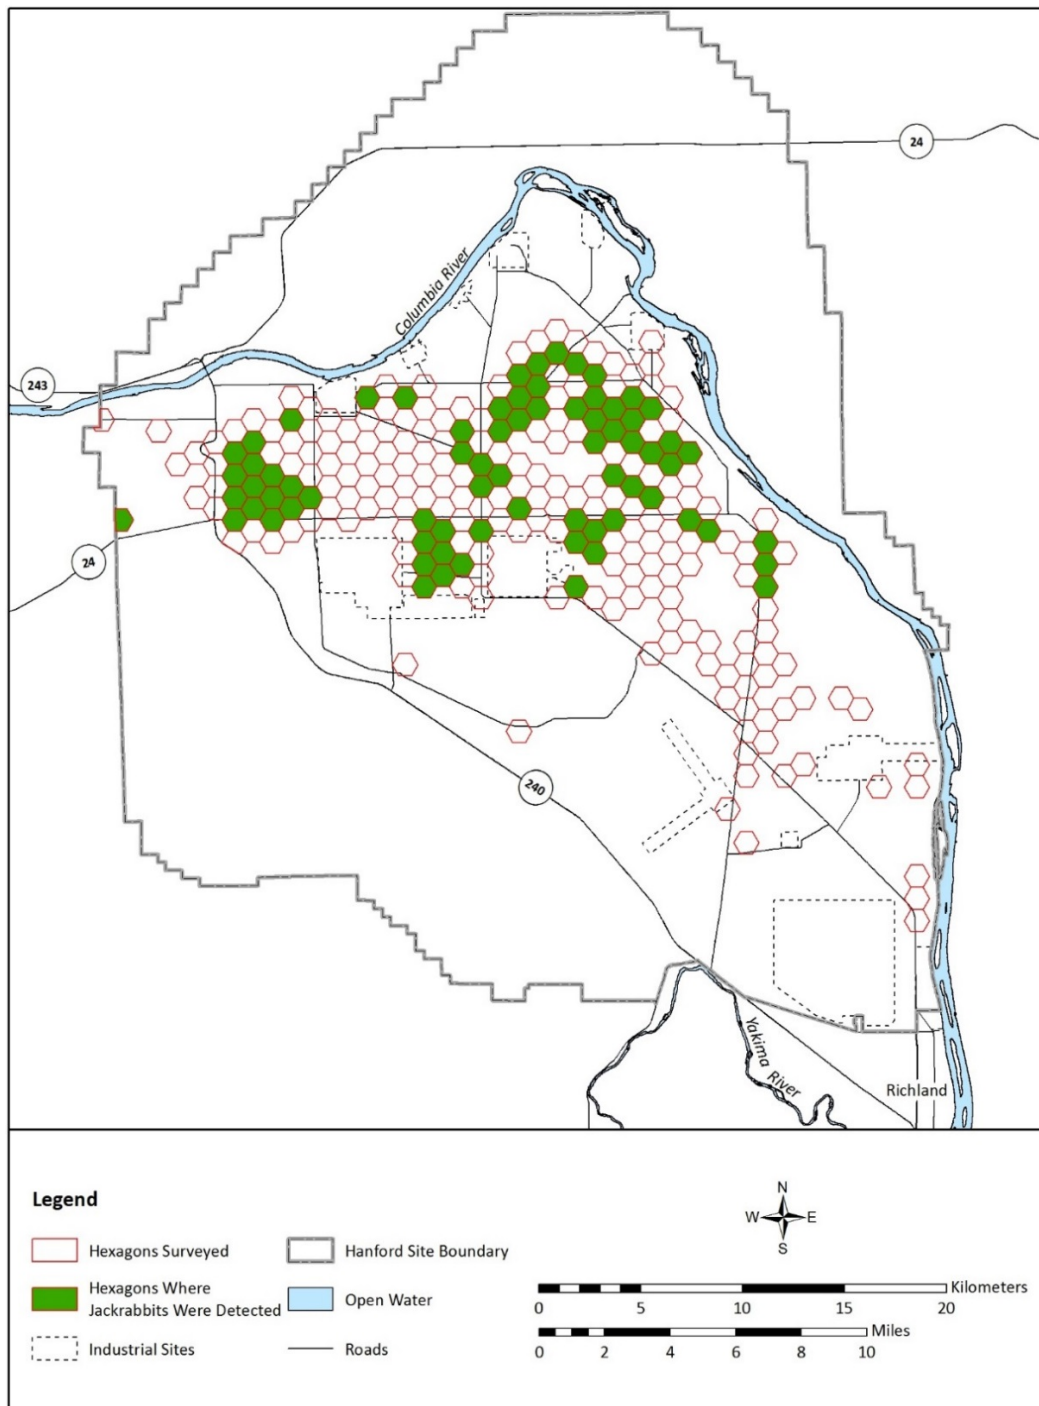 24
Columbia River
243
24
240
Yakima
River
Richland
Legend
Hexagons Surveyed
Hexagons Where
Jackrabbits Were Detected
Industrial Sites
Hanford Site Boundary
Open Water
Roads
N
W E
S
Kilometers
0 5 10 15 20
Miles
0 2 4 6 8 10